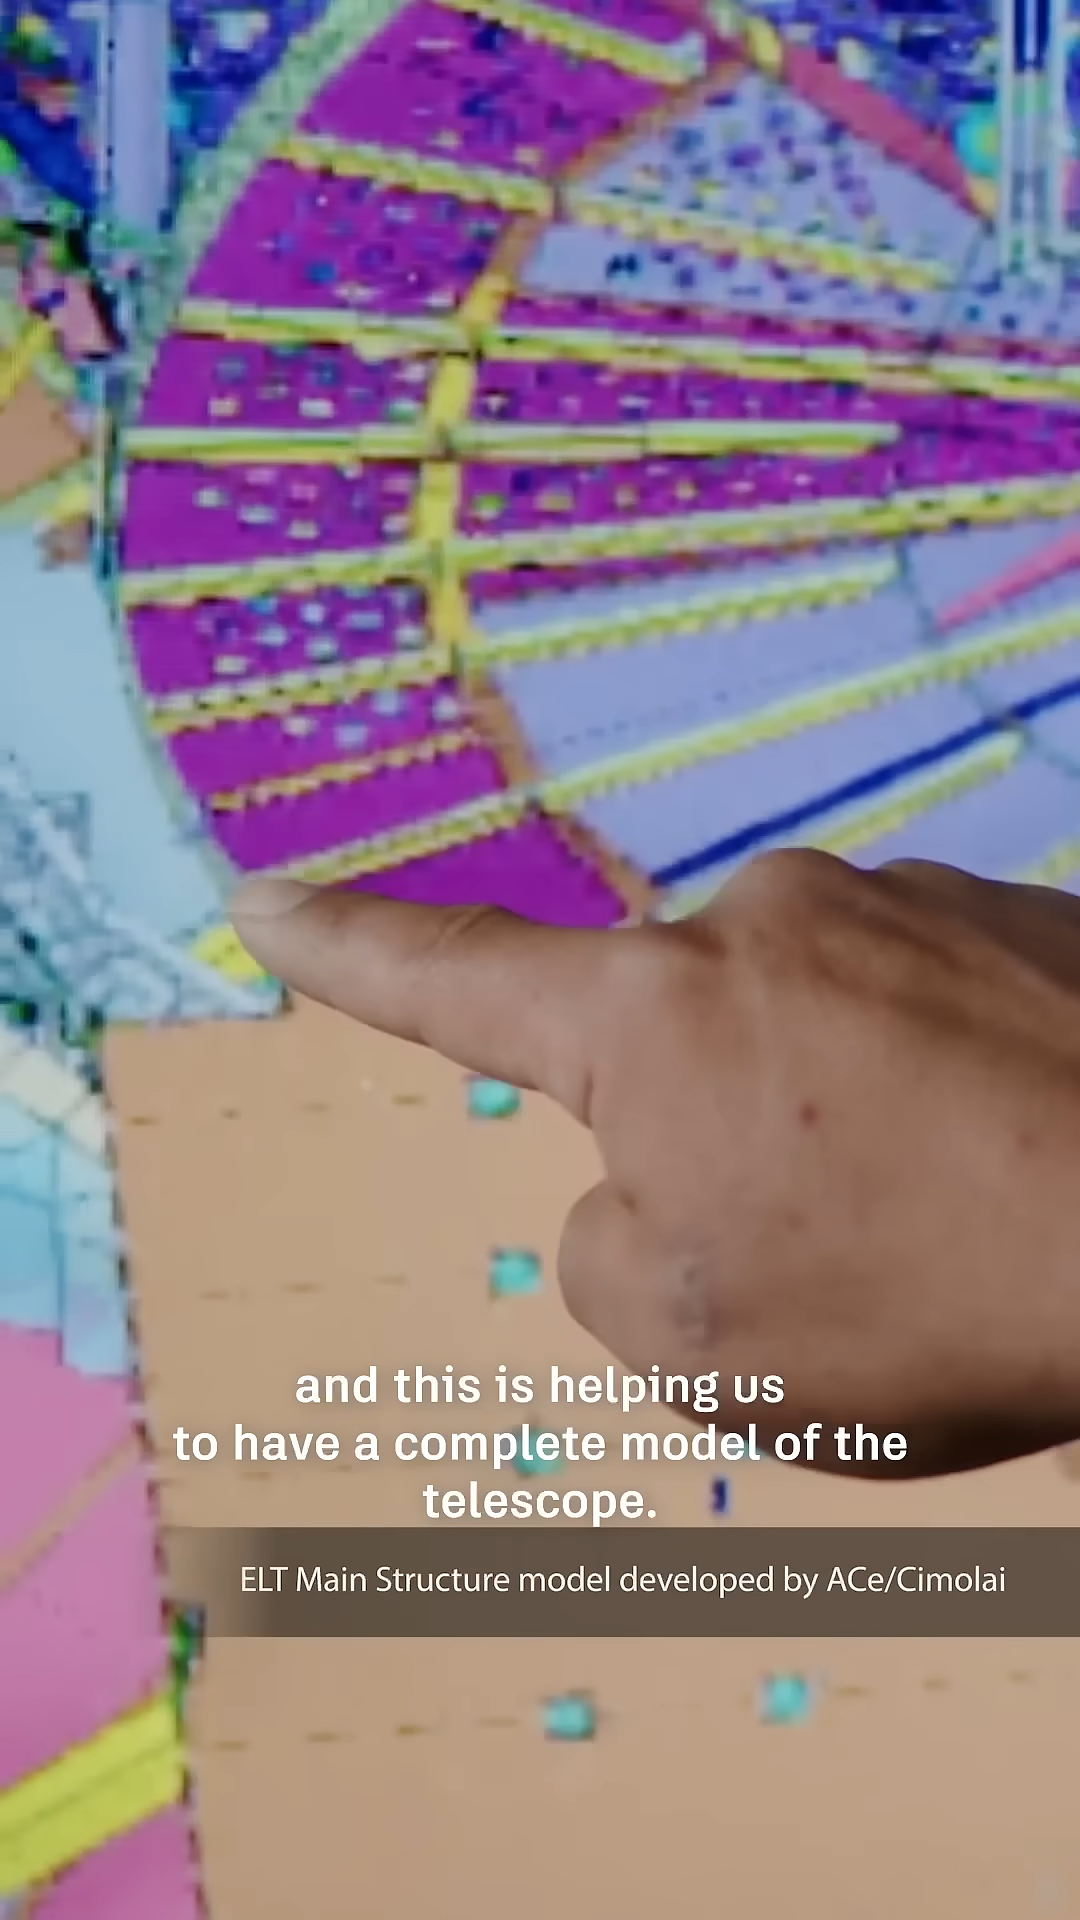 and this is helping us
to have a complete model of the
telescope.
ELT Main Structure model developed by ACe/Cimolai